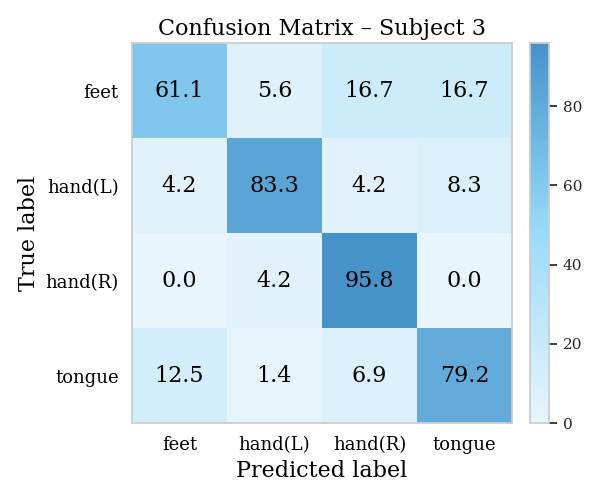 Confusion Matrix – Subject 3
True label
feet 61.1 5.6 16.7 16.7
hand(L) 4.2 83.3 4.2 8.3
hand(R) 0.0 4.2 95.8 0.0
tongue 12.5 1.4 6.9 79.2
feet hand(L) hand(R) tongue
Predicted label
80
60
40
20
0